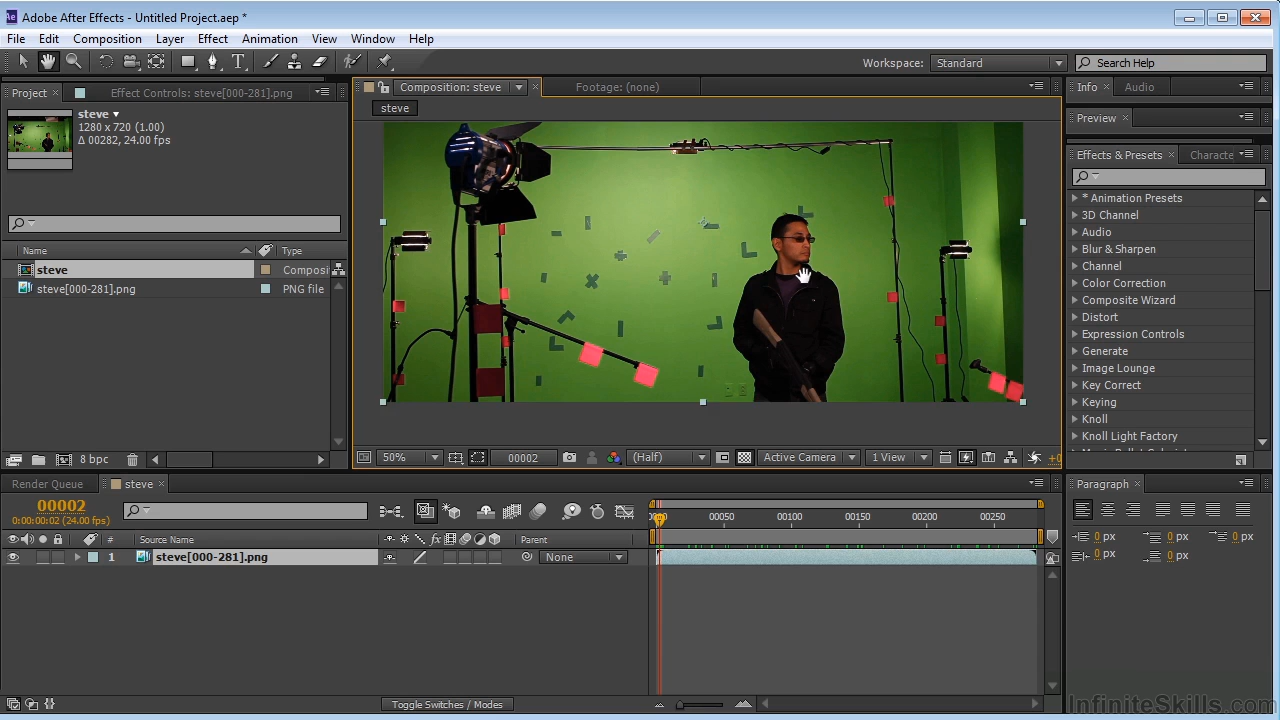 Ae Adobe After Effects - Untitled Project.aep *
File Edit Composition Layer Effect Animation View Window Help
T Workspace: Standard Search Help
Project × Effect Controls: steve[000-281].png
Composition: steve × Footage: (none)
Info × Audio
steve
steve
1280 x 720 (1.00)
Δ 00282, 24.00 fps
Preview ×
Effects & Presets × Characte
* Animation Presets
3D Channel
Audio
Blur & Sharpen
Channel
Color Correction
Composite Wizard
Distort
Expression Controls
Generate
Image Lounge
Key Correct
Keying
Knoll
Knoll Light Factory
Name Type
steve Composi
steve[000-281].png PNG file
8 bpc
50% 00002 (Half) Active Camera 1 View +0
Render Queue steve ×
00002
0:00:00:02 (24.00 fps)
00050 00100 00150 00200 00250
# Source Name fx Parent
1 steve[000-281].png None
Toggle Switches / Modes
Paragraph ×
0 px 0 px 0 px
0 px 0 px
InfiniteSkills.com